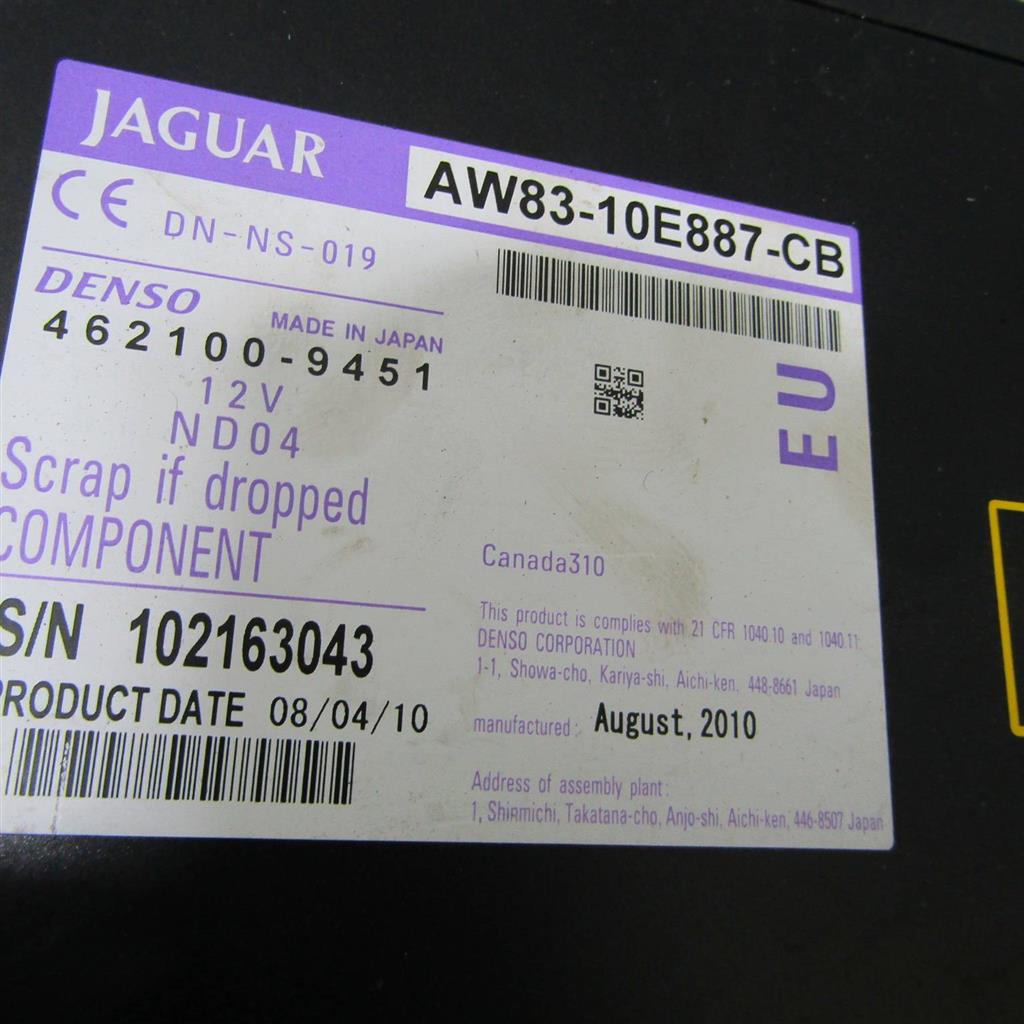 JAGUAR
AW83-10E887-CB
CE DN-NS-019
DENSO
MADE IN JAPAN
462100-9451
12V
ND04
EU
Scrap if dropped
COMPONENT
Canada310
S/N 102163043
PRODUCT DATE 08/04/10
This product is complies with 21 CFR 1040.10 and 1040.11.
DENSO CORPORATION
1-1, Showa-cho, Kariya-shi, Aichi-ken, 448-8661 Japan
manufactured: August, 2010
Address of assembly plant:
1, Shinmichi, Takatana-cho, Anjo-shi, Aichi-ken, 446-8507 Japan